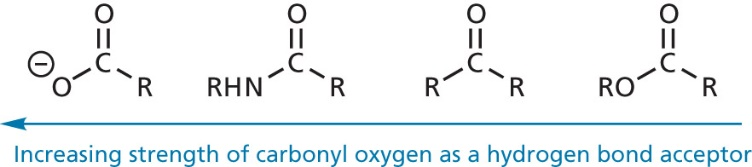 O O O O
C C C C
⊖ O R RHN R R R RO R
Increasing strength of carbonyl oxygen as a hydrogen bond acceptor